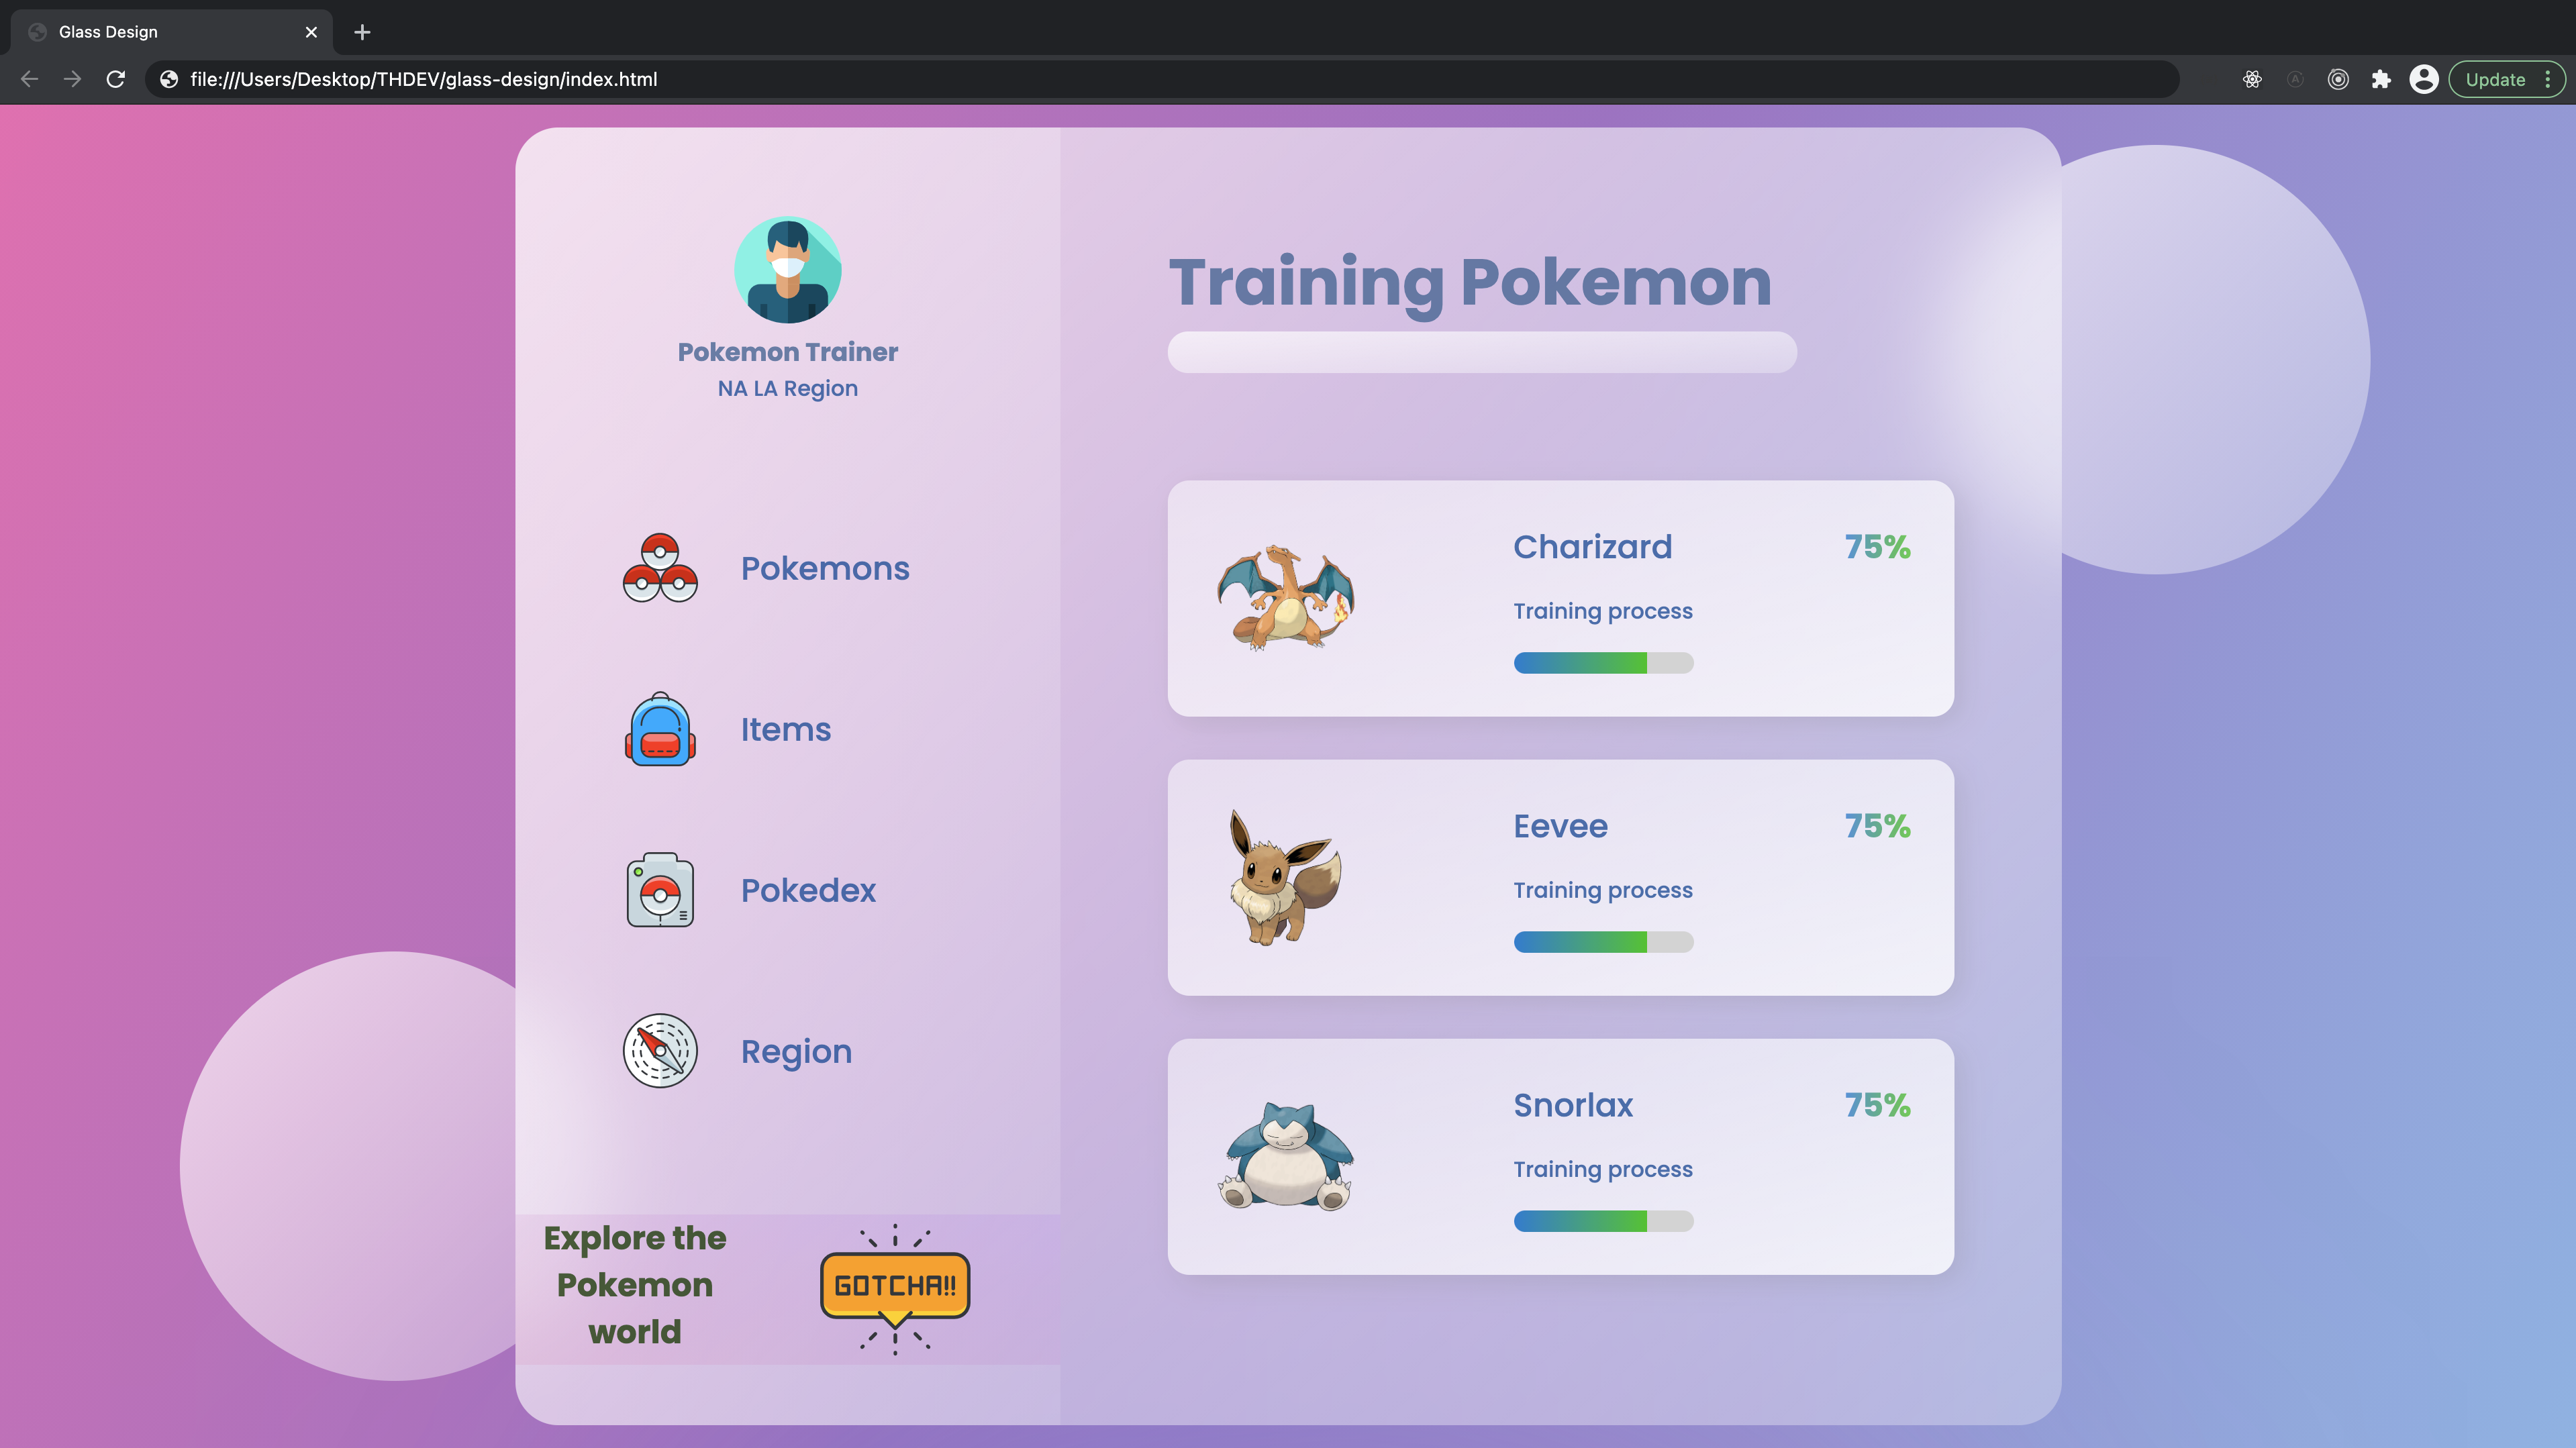 Glass Design
file:///Users/Desktop/THDEV/glass-design/index.html
Update
Pokemon Trainer
NA LA Region
Pokemons
Items
Pokedex
Region
Explore the
Pokemon
world
GOTCHA!!
Training Pokemon
Charizard
75%
Training process
Eevee
75%
Training process
Snorlax
75%
Training process